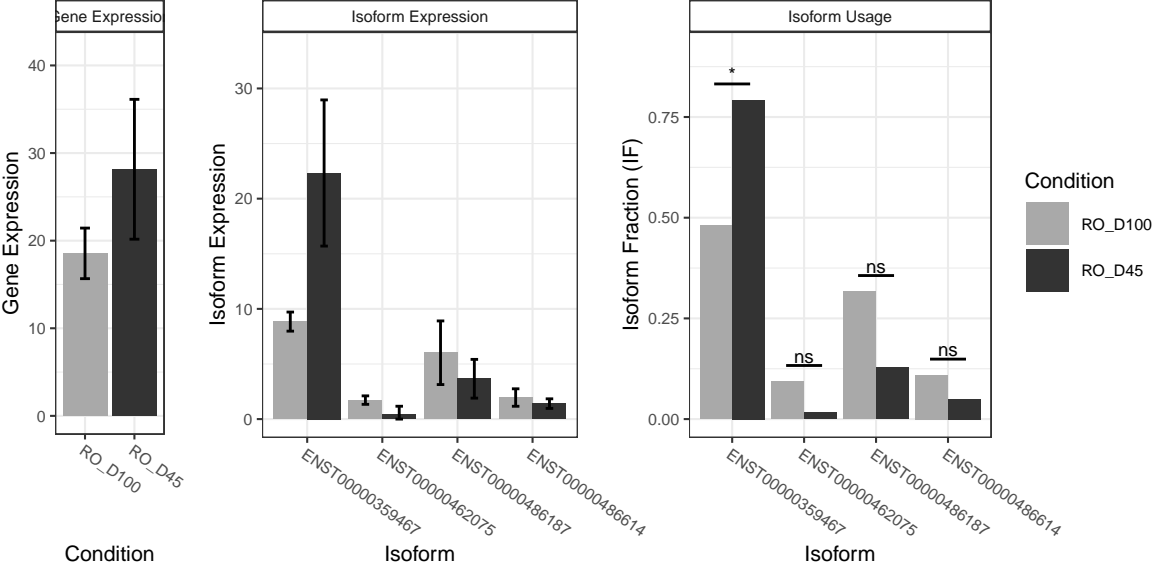 Gene Expression
Isoform Expression
Isoform Usage
Gene Expression
40
30
20
10
0
RO_D100
RO_D45
Condition
Isoform Expression
30
20
10
0
ENST00000359467
ENST00000462075
ENST00000486187
ENST00000486614
Isoform
Isoform Fraction (IF)
0.75
0.50
0.25
0.00
*
ns
ns
ns
ENST00000359467
ENST00000462075
ENST00000486187
ENST00000486614
Isoform
Condition
RO_D100
RO_D45